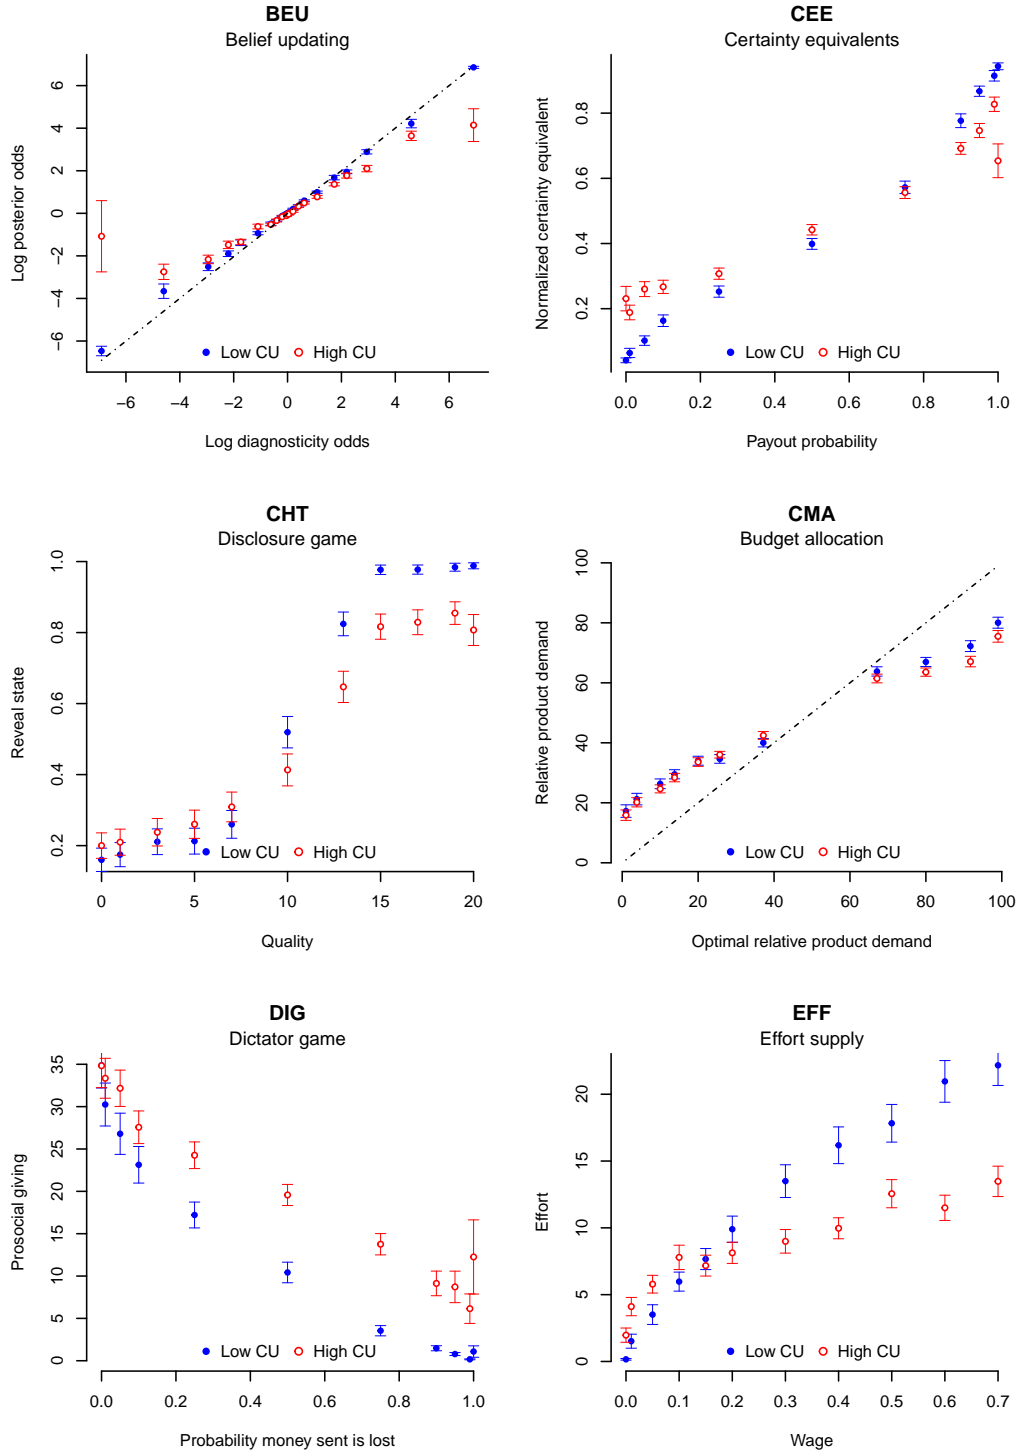 BEU
Belief updating
Log posterior odds
6
4
2
0
−2
−4
−6
Low CU High CU
−6 −4 −2 0 2 4 6
Log diagnosticity odds
CEE
Certainty equivalents
Normalized certainty equivalent
0.8
0.6
0.4
0.2
Low CU High CU
0.0 0.2 0.4 0.6 0.8 1.0
Payout probability
CHT
Disclosure game
Reveal state
1.0
0.8
0.6
0.4
0.2
Low CU High CU
0 5 10 15 20
Quality
CMA
Budget allocation
Relative product demand
100
80
60
40
20
0
Low CU High CU
0 20 40 60 80 100
Optimal relative product demand
DIG
Dictator game
Prosocial giving
35
30
25
20
15
10
5
0
Low CU High CU
0.0 0.2 0.4 0.6 0.8 1.0
Probability money sent is lost
EFF
Effort supply
Effort
20
15
10
5
0
Low CU High CU
0.0 0.1 0.2 0.3 0.4 0.5 0.6 0.7
Wage